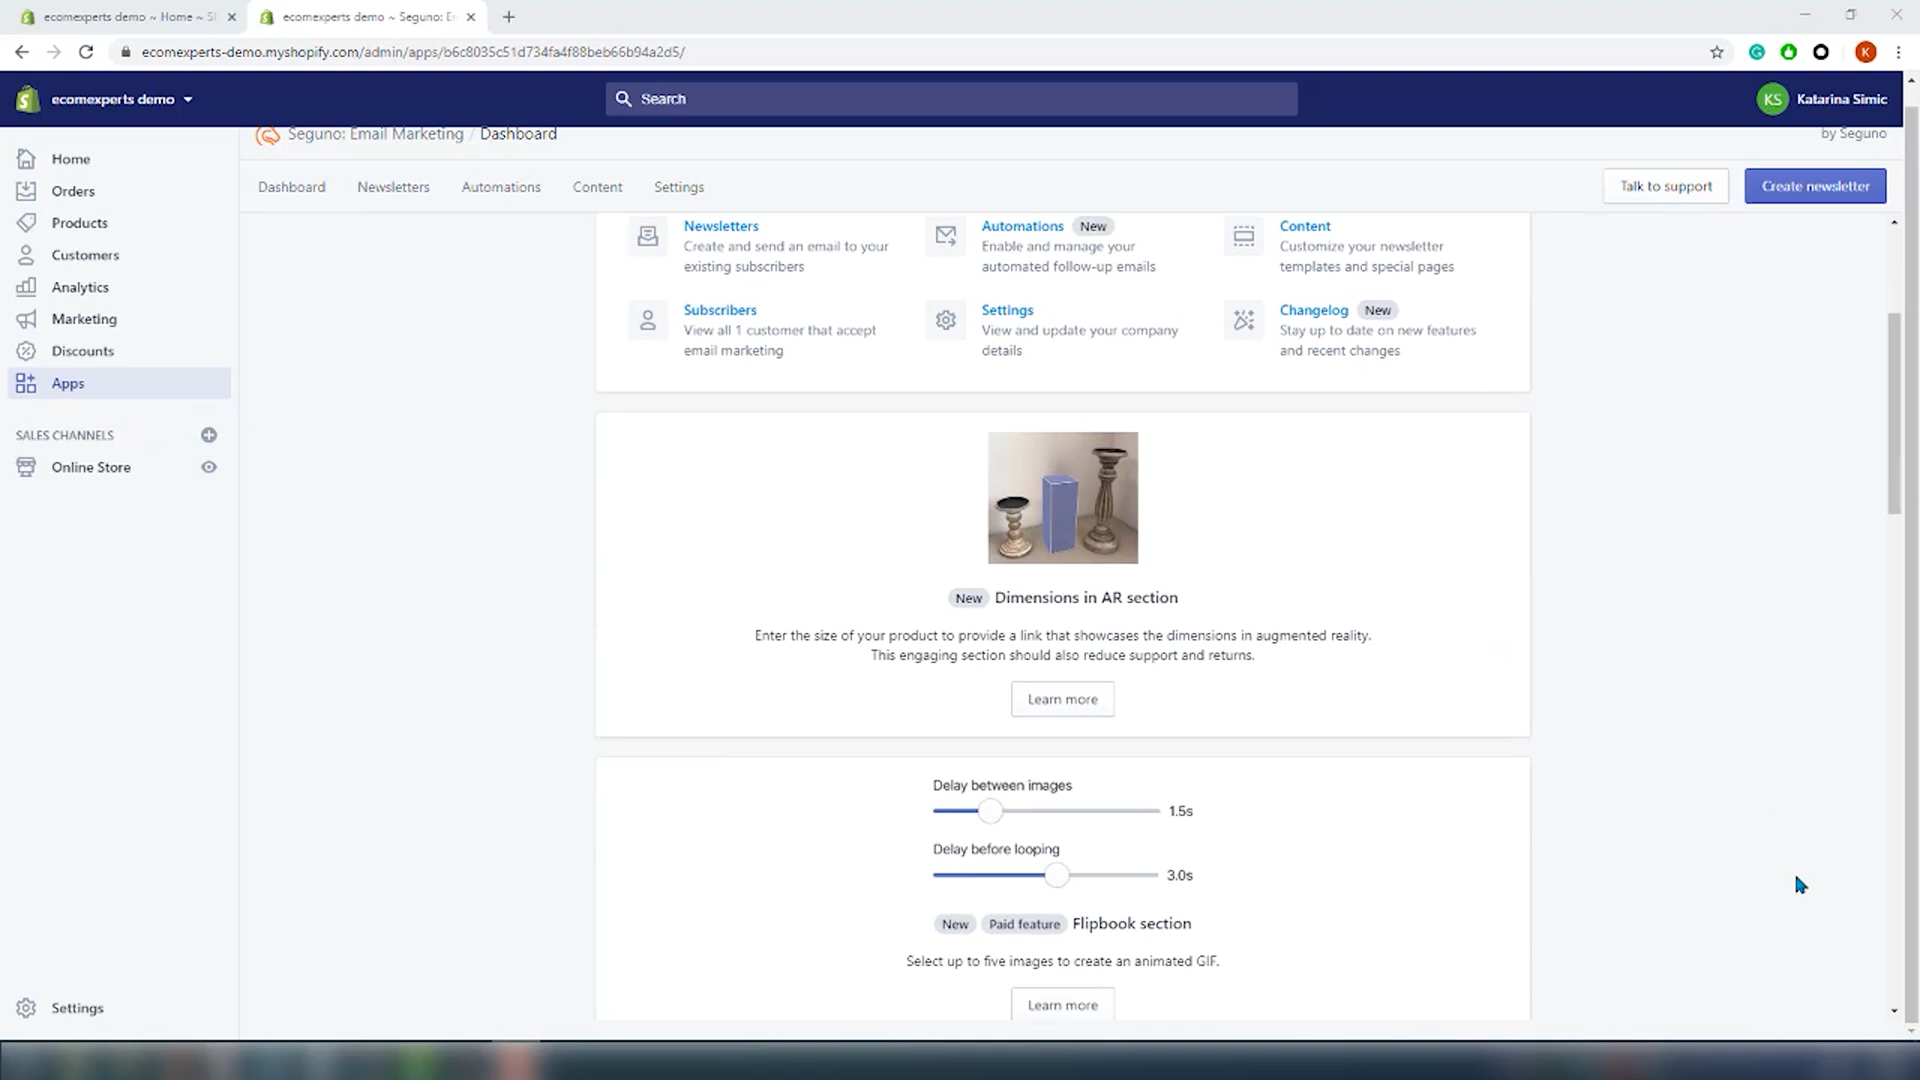 ecomexperts demo ~ Home ~ S
ecomexperts demo ~ Seguno: E
ecomexperts-demo.myshopify.com/admin/apps/b6c8035c51d734fa4f88beb66b94a2d5/
K
ecomexperts demo
Search
KS
Katarina Simic
Seguno: Email Marketing / Dashboard
by Seguno
Home
Orders
Products
Customers
Analytics
Marketing
Discounts
Apps
SALES CHANNELS
Online Store
Settings
Dashboard
Newsletters
Automations
Content
Settings
Talk to support
Create newsletter
Newsletters
Create and send an email to your
existing subscribers
Automations New
Enable and manage your
automated follow-up emails
Content
Customize your newsletter
templates and special pages
Subscribers
View all 1 customer that accept
email marketing
Settings
View and update your company
details
Changelog New
Stay up to date on new features
and recent changes
New Dimensions in AR section
Enter the size of your product to provide a link that showcases the dimensions in augmented reality.
This engaging section should also reduce support and returns.
Learn more
Delay between images
1.5s
Delay before looping
3.0s
New Paid feature Flipbook section
Select up to five images to create an animated GIF.
Learn more